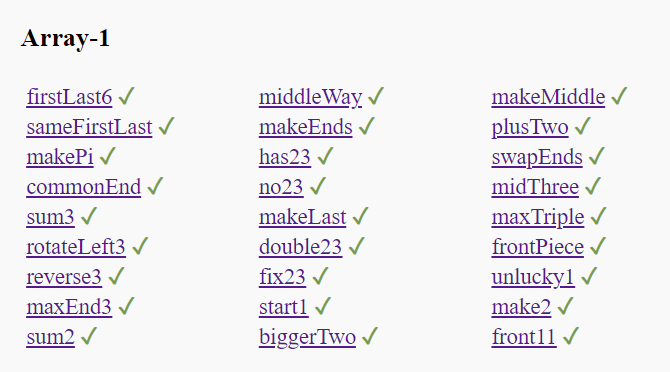 Array-1
firstLast6 ✓ middleWay ✓ makeMiddle ✓
sameFirstLast ✓ makeEnds ✓ plusTwo ✓
makePi ✓ has23 ✓ swapEnds ✓
commonEnd ✓ no23 ✓ midThree ✓
sum3 ✓ makeLast ✓ maxTriple ✓
rotateLeft3 ✓ double23 ✓ frontPiece ✓
reverse3 ✓ fix23 ✓ unlucky1 ✓
maxEnd3 ✓ start1 ✓ make2 ✓
sum2 ✓ biggerTwo ✓ front11 ✓